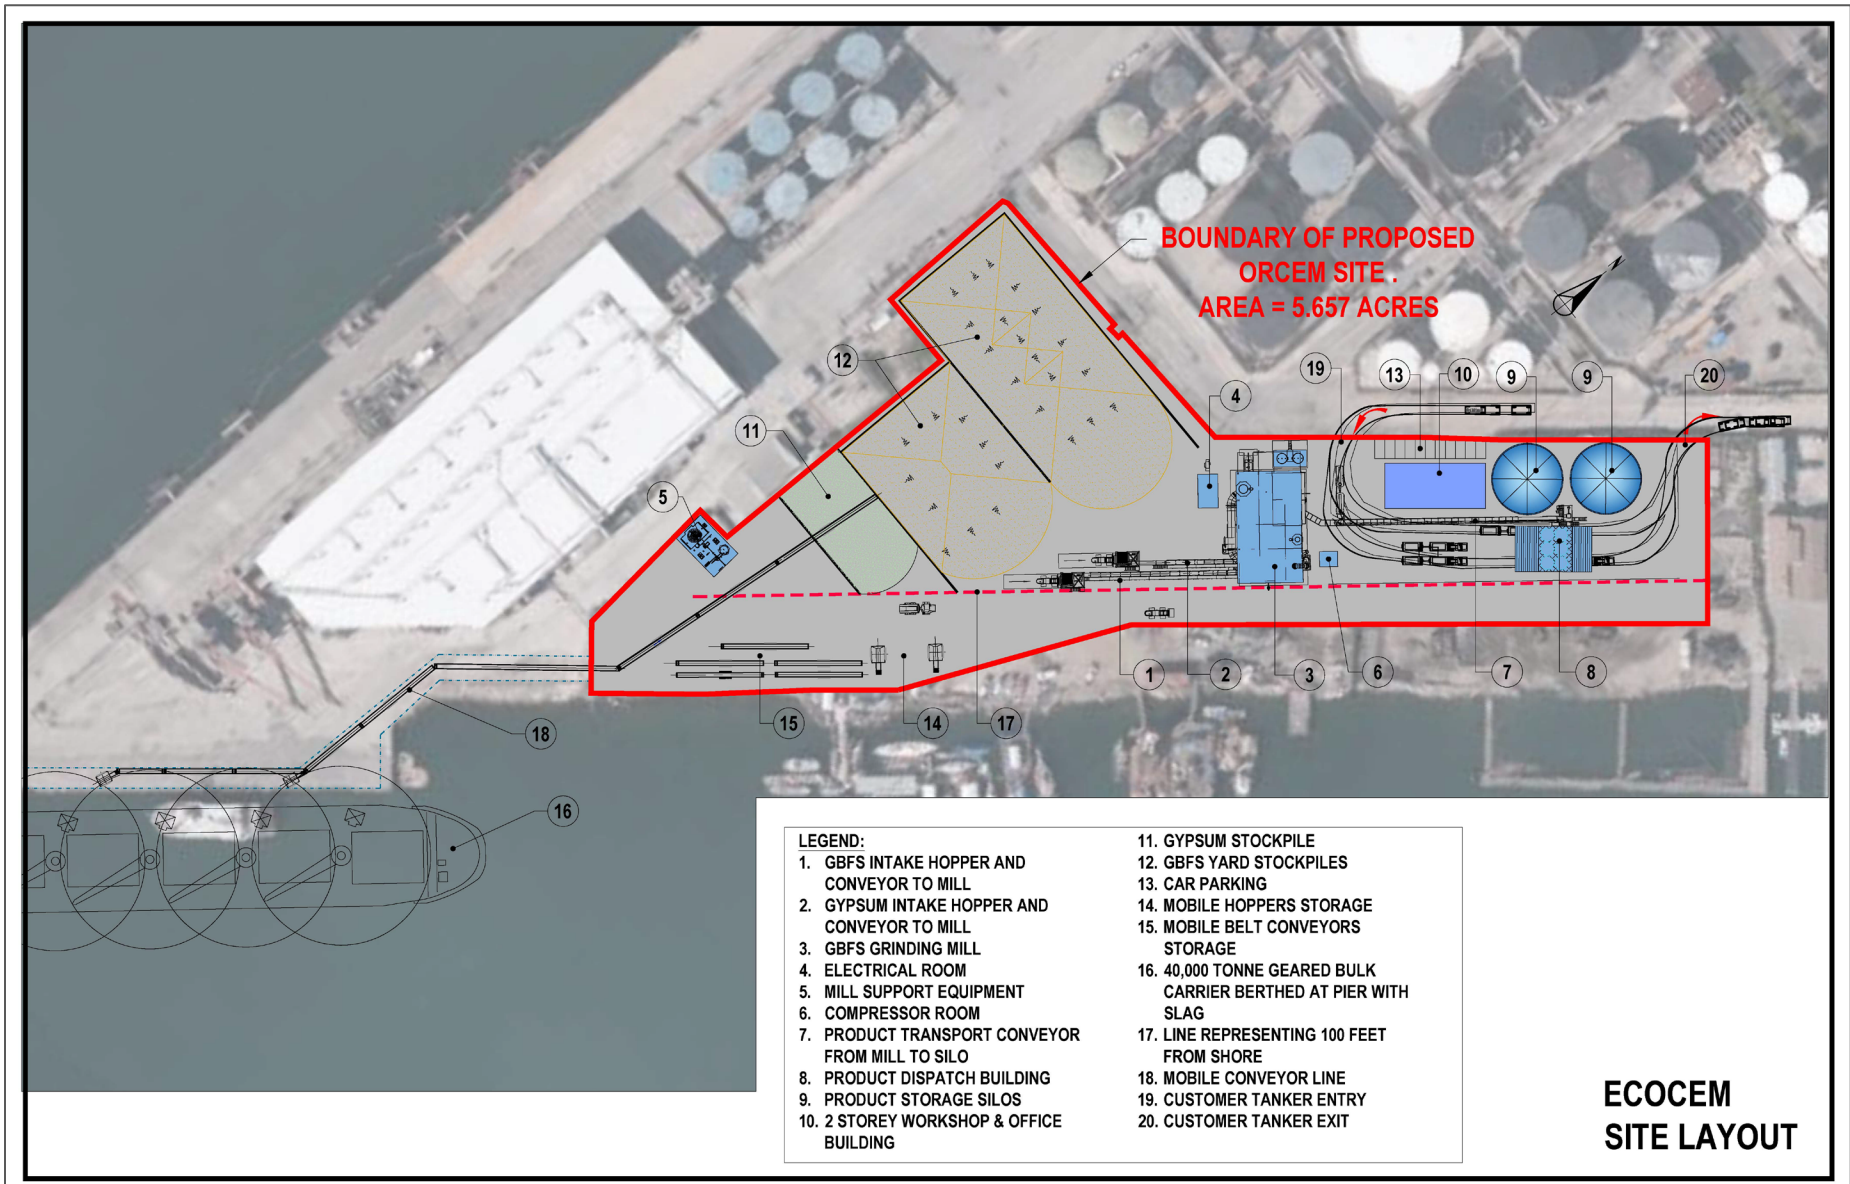 BOUNDARY OF PROPOSED
ORCEM SITE .
AREA = 5.657 ACRES
12
19
13
10
9
9
20
4
11
5
1
2
3
6
7
8
15
14
17
18
16
LEGEND:
1. GBFS INTAKE HOPPER AND
CONVEYOR TO MILL
2. GYPSUM INTAKE HOPPER AND
CONVEYOR TO MILL
3. GBFS GRINDING MILL
4. ELECTRICAL ROOM
5. MILL SUPPORT EQUIPMENT
6. COMPRESSOR ROOM
7. PRODUCT TRANSPORT CONVEYOR
FROM MILL TO SILO
8. PRODUCT DISPATCH BUILDING
9. PRODUCT STORAGE SILOS
10. 2 STOREY WORKSHOP & OFFICE
BUILDING
11. GYPSUM STOCKPILE
12. GBFS YARD STOCKPILES
13. CAR PARKING
14. MOBILE HOPPERS STORAGE
15. MOBILE BELT CONVEYORS
STORAGE
16. 40,000 TONNE GEARED BULK
CARRIER BERTHED AT PIER WITH
SLAG
17. LINE REPRESENTING 100 FEET
FROM SHORE
18. MOBILE CONVEYOR LINE
19. CUSTOMER TANKER ENTRY
20. CUSTOMER TANKER EXIT
ECOCEM
SITE LAYOUT